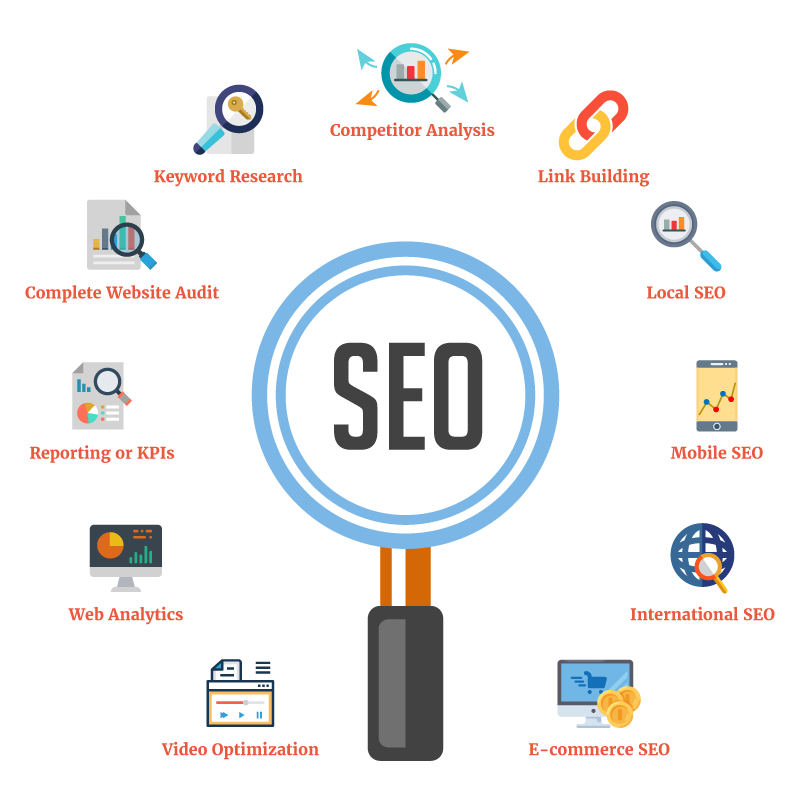 Competitor Analysis
Keyword Research
Link Building
Complete Website Audit
Local SEO
SEO
Reporting or KPIs
Mobile SEO
Web Analytics
International SEO
Video Optimization
E-commerce SEO